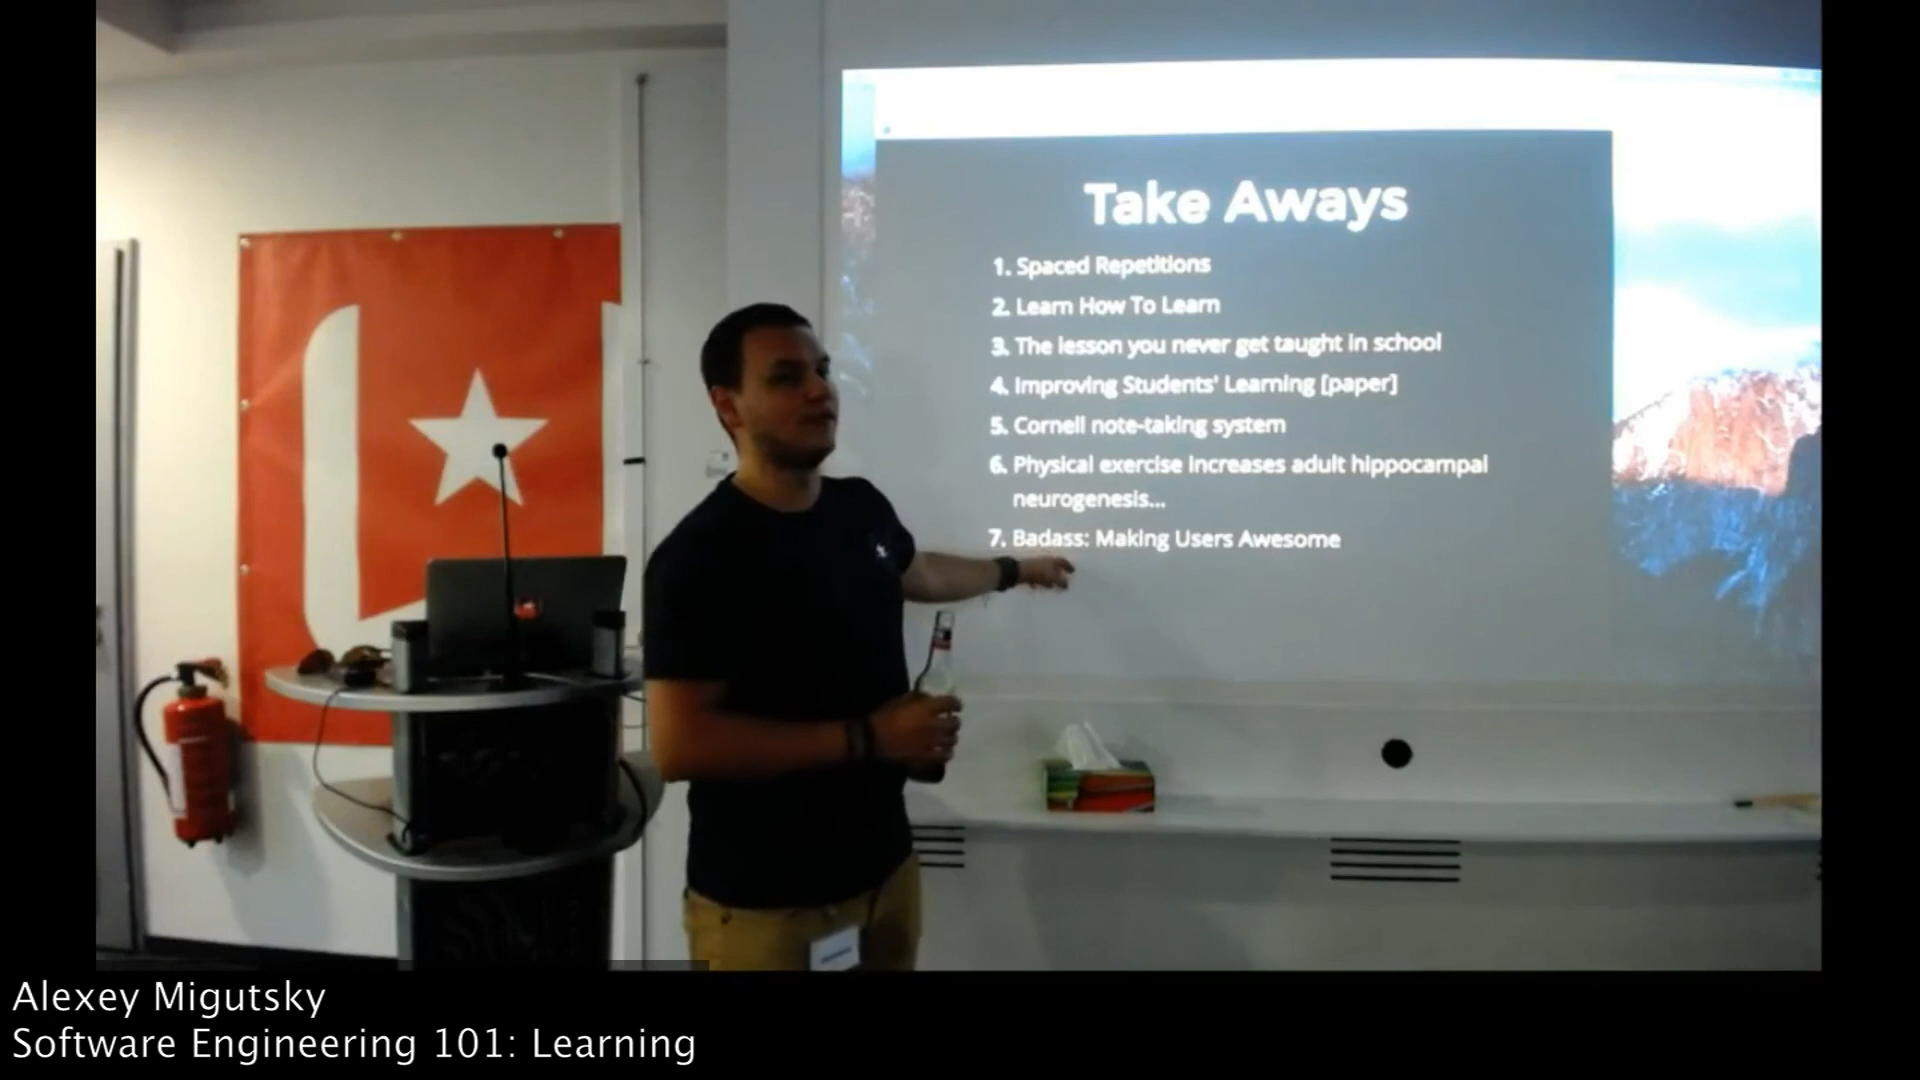 Take Aways
1. Spaced Repetitions
2. Learn How To Learn
3. The lesson you never get taught in school
4. Improving Students' Learning [paper]
5. Cornell note-taking system
6. Physical exercise increases adult hippocampal
neurogenesis...
7. Badass: Making Users Awesome
Alexey Migutsky
Software Engineering 101: Learning